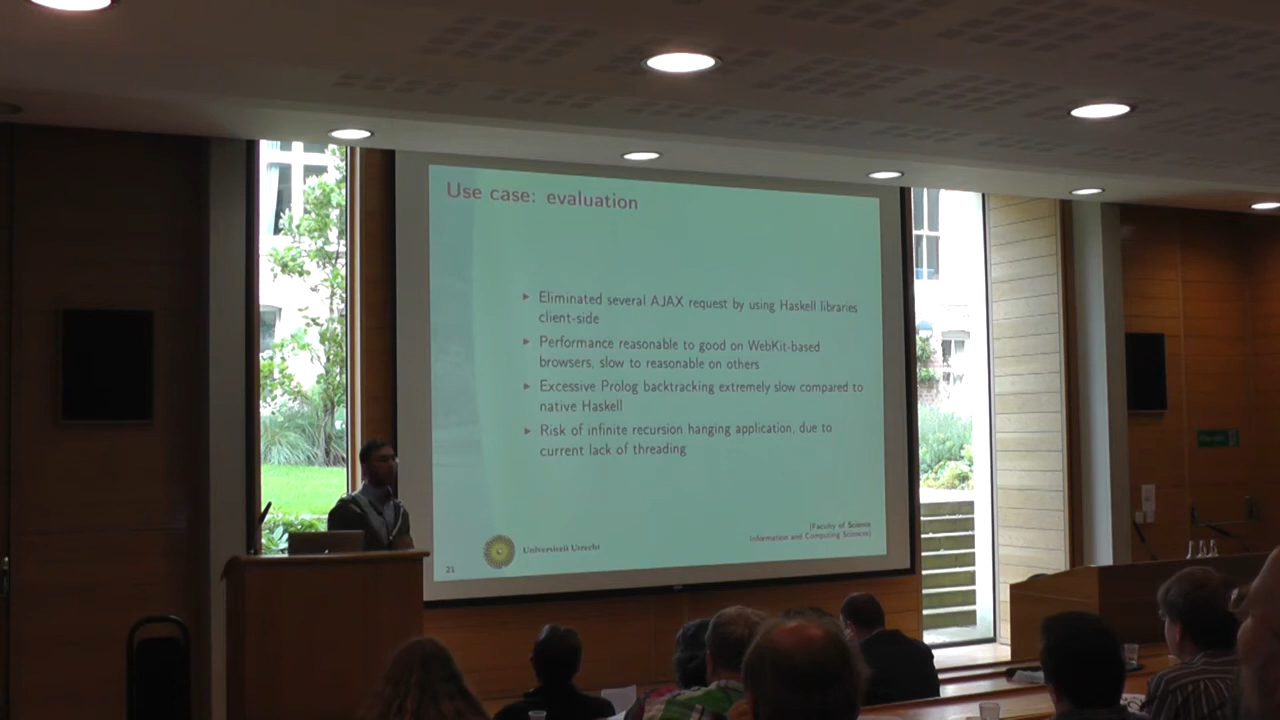 Use case: evaluation
Eliminated several AJAX request by using Haskell libraries
client-side
Performance reasonable to good on WebKit-based
browsers, slow to reasonable on others
Excessive Prolog backtracking extremely slow compared to
native Haskell
Risk of infinite recursion hanging application, due to
current lack of threading
[Faculty of Science
Information and Computing Sciences]
Universiteit Utrecht
21